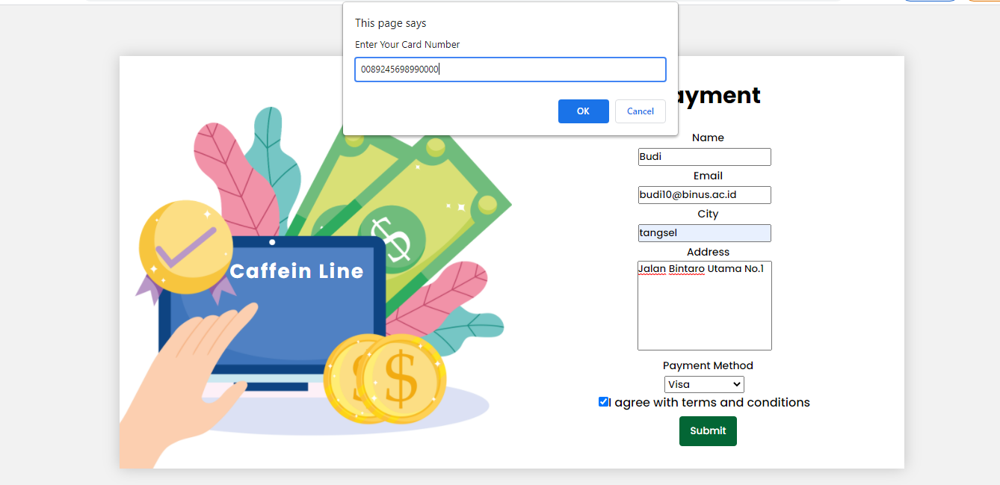 This page says
Enter Your Card Number
0089245698990000
OK
Cancel
ayment
Name
Budi
Email
budi10@binus.ac.id
City
tangsel
Address
Jalan Bintaro Utama No.1
Payment Method
Visa
I agree with terms and conditions
Submit
Caffein Line
$
$
$